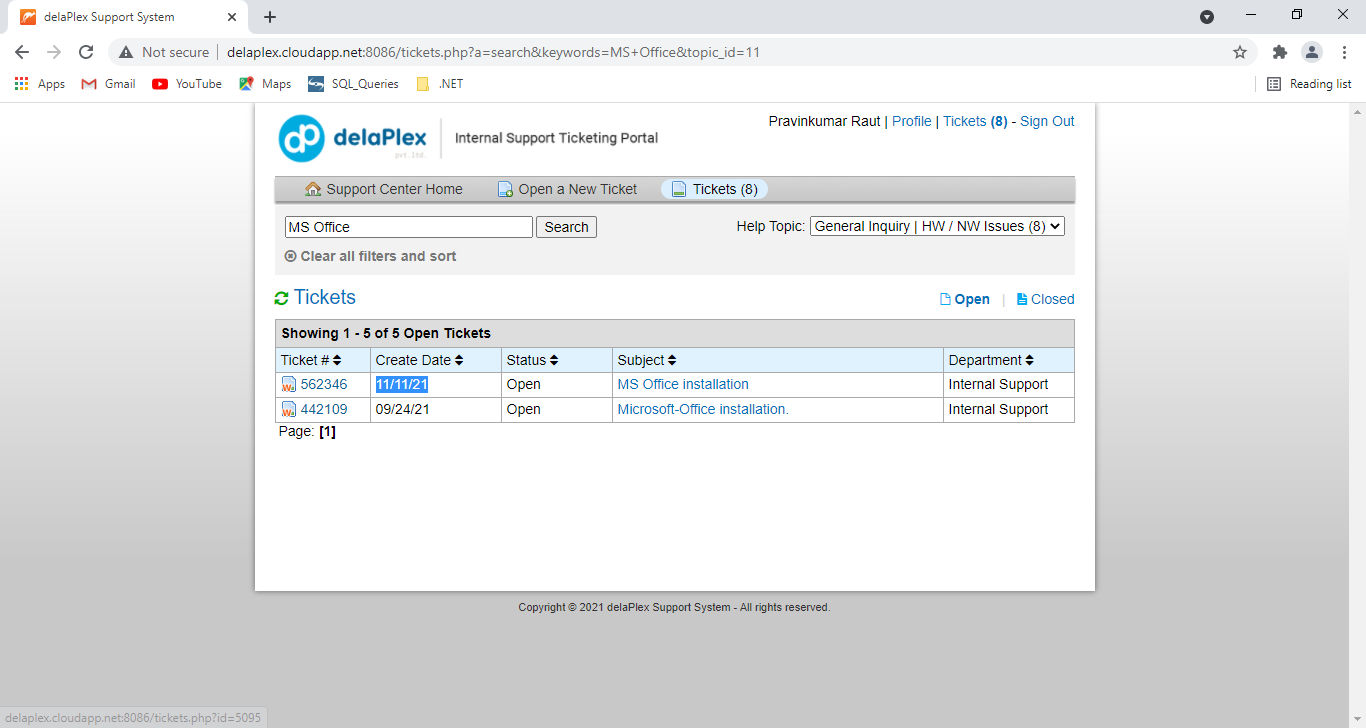 delaPlex Support System
Not secure | delaplex.cloudapp.net:8086/tickets.php?a=search&keywords=MS+Office&topic_id=11
Apps Gmail YouTube Maps SQL_Queries .NET Reading list
delaPlex
pvt.ltd.
Internal Support Ticketing Portal
Pravinkumar Raut | Profile | Tickets (8) - Sign Out
Support Center Home Open a New Ticket Tickets (8)
MS Office Search Help Topic: General Inquiry | HW / NW Issues (8)
Clear all filters and sort
Tickets Open | Closed
Showing 1 - 5 of 5 Open Tickets
Ticket # Create Date Status Subject Department
562346 11/11/21 Open MS Office installation Internal Support
442109 09/24/21 Open Microsoft-Office installation. Internal Support
Page: [1]
Copyright © 2021 delaPlex Support System - All rights reserved.
delaplex.cloudapp.net:8086/tickets.php?id=5095